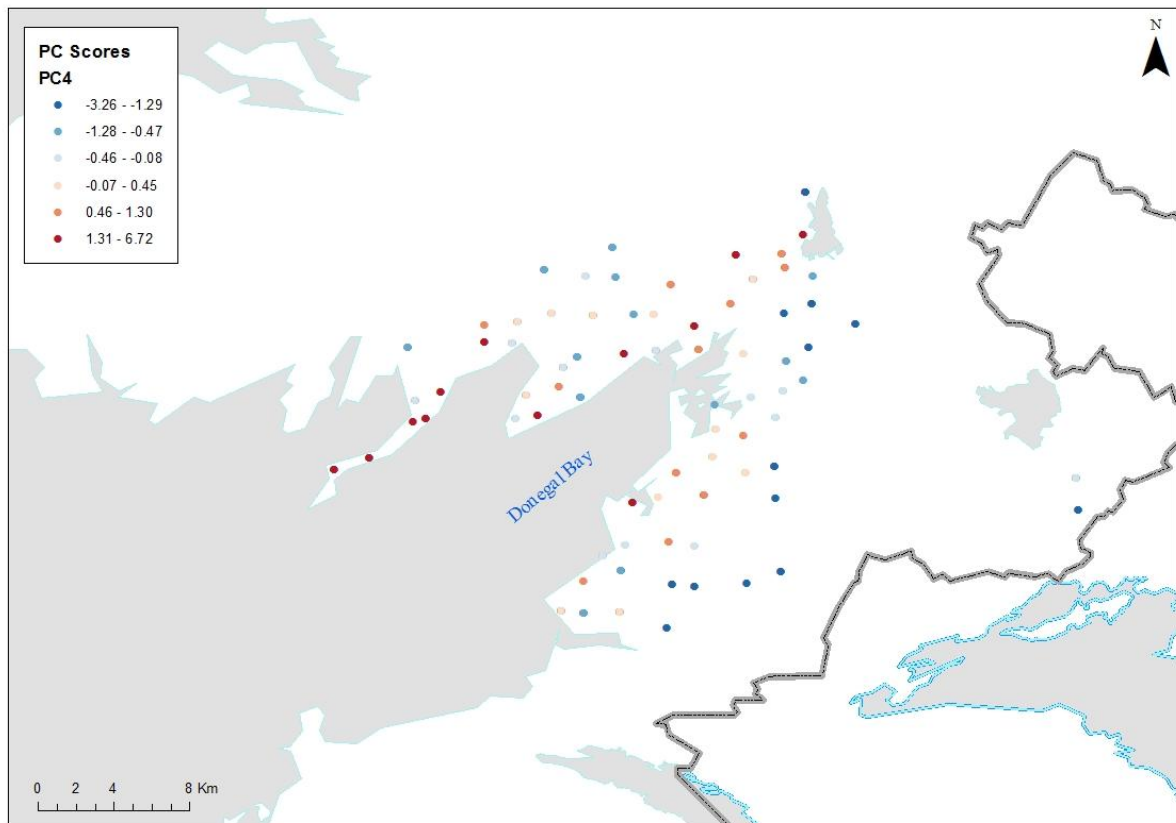 PC Scores
PC4
-3.26 - -1.29
-1.28 - -0.47
-0.46 - -0.08
-0.07 - 0.45
0.46 - 1.30
1.31 - 6.72
N
Donegal Bay
0 2 4 8 Km